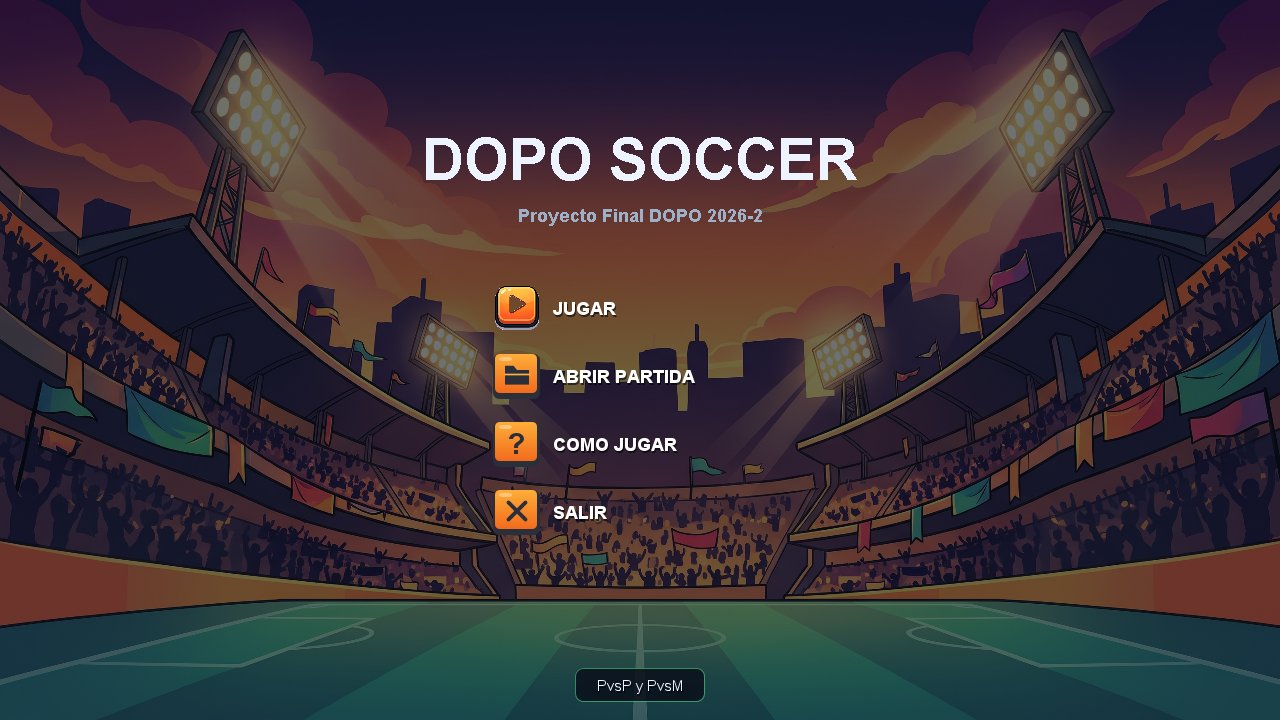 DOPO SOCCER
Proyecto Final DOPO 2026-2
JUGAR
ABRIR PARTIDA
?
COMO JUGAR
SALIR
PvsP y PvsM